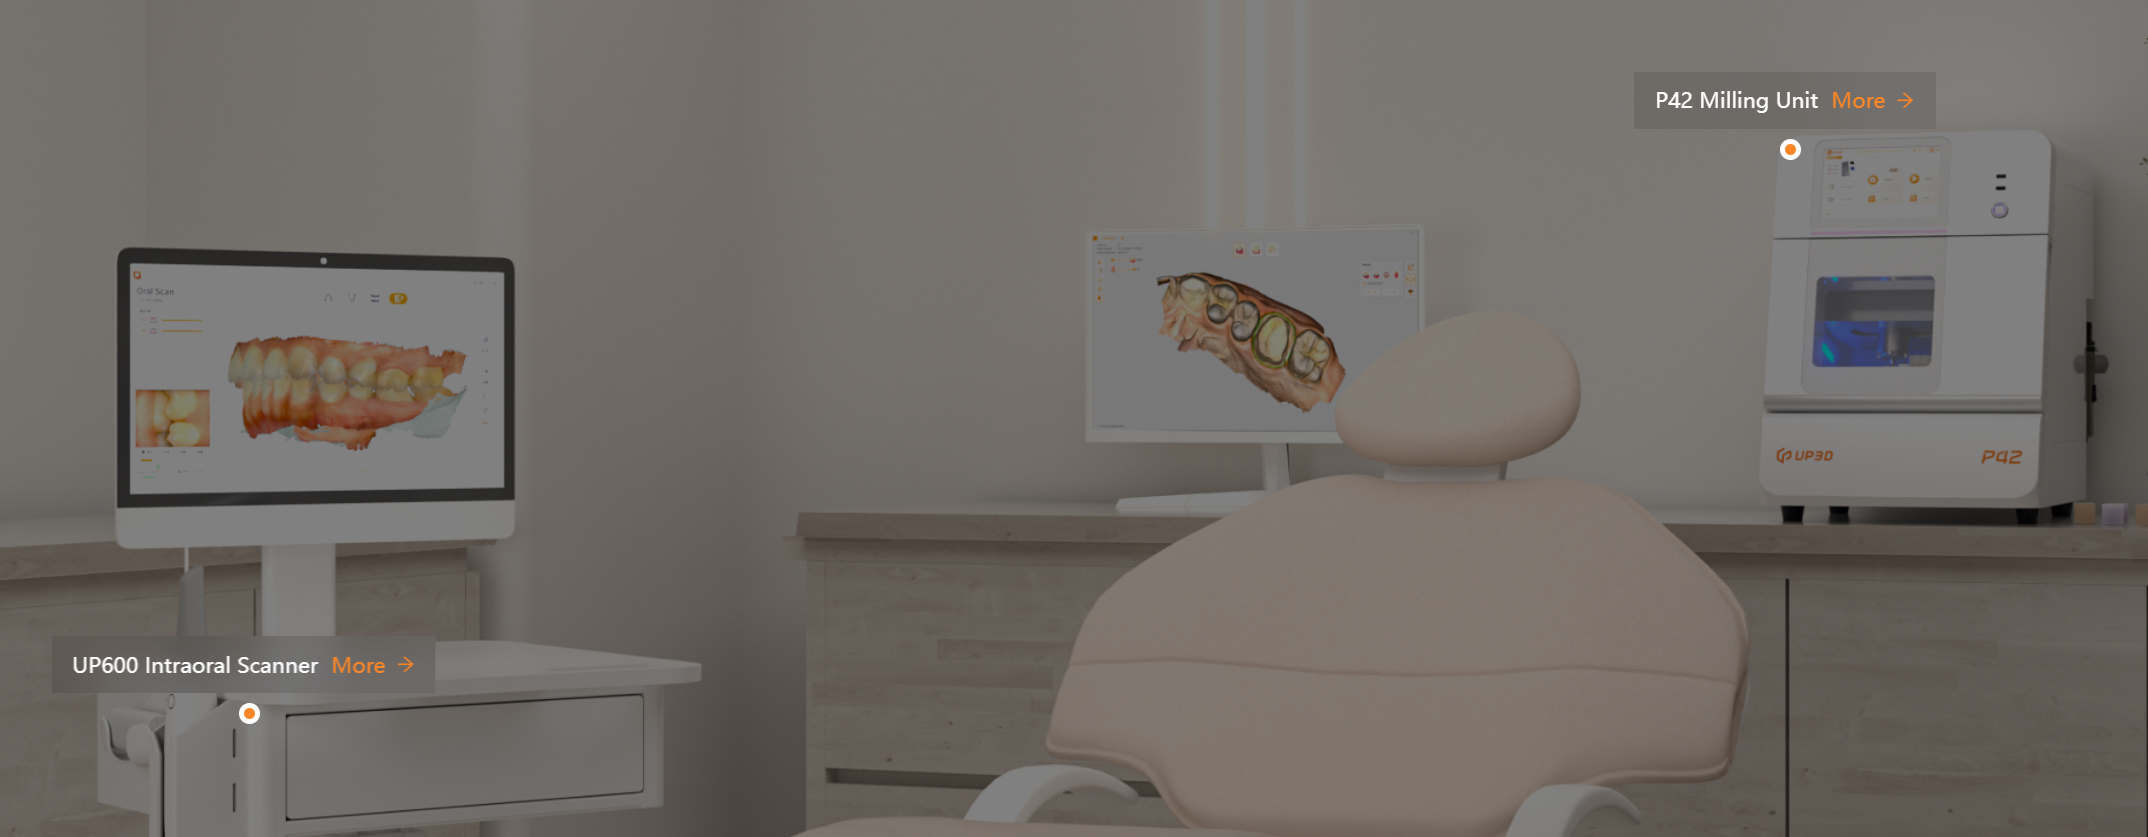 P42 Milling Unit More
Oral Scan
UP3D
P42
UP600 Intraoral Scanner More